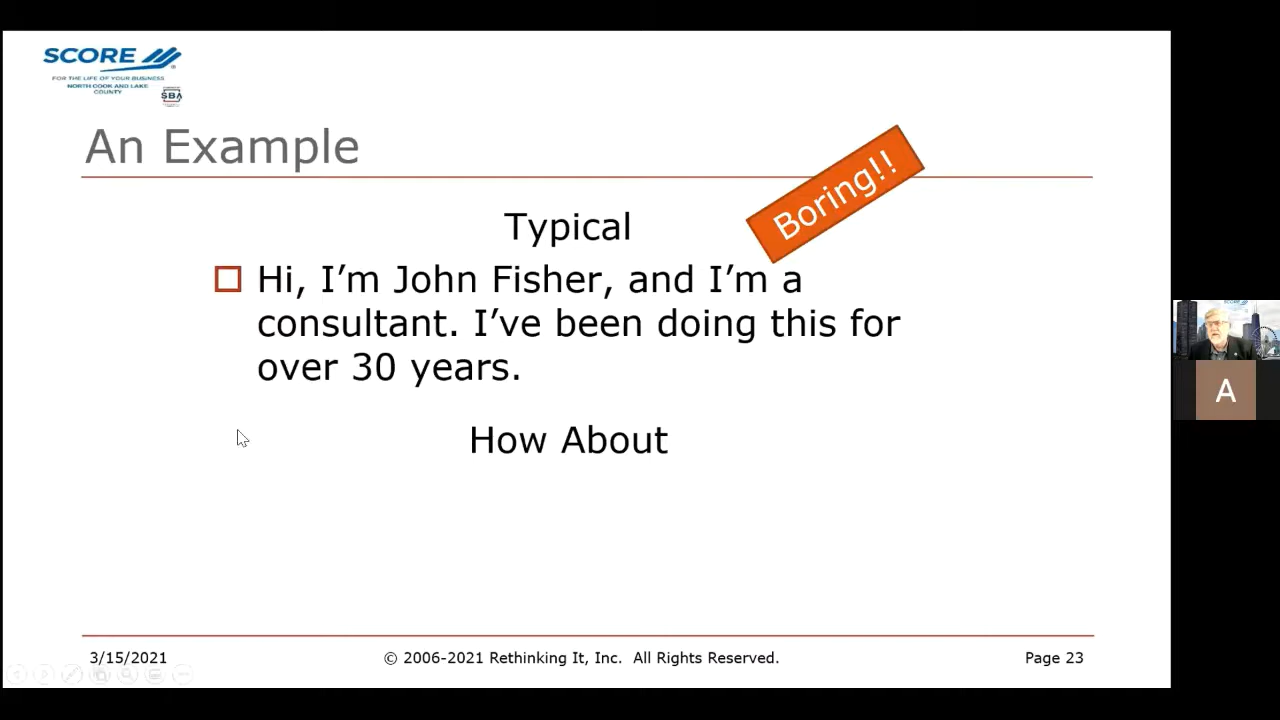 SCORE
FOR THE LIFE OF YOUR BUSINESS
NORTH COOK AND LAKE
COUNTY
SBA
An Example
Boring!!
Typical
Hi, I’m John Fisher, and I’m a
consultant. I’ve been doing this for
over 30 years.
How About
A
3/15/2021
© 2006-2021 Rethinking It, Inc.  All Rights Reserved.
Page 23